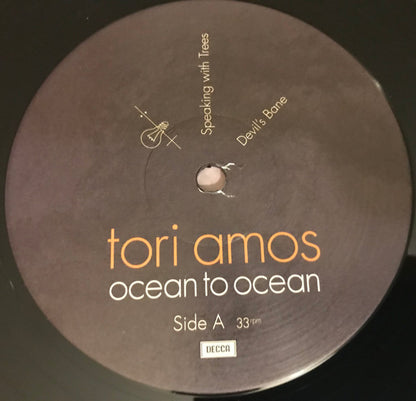 Speaking with Trees
Devil's Bane
tori amos
ocean to ocean
Side A 33rpm
DECCA